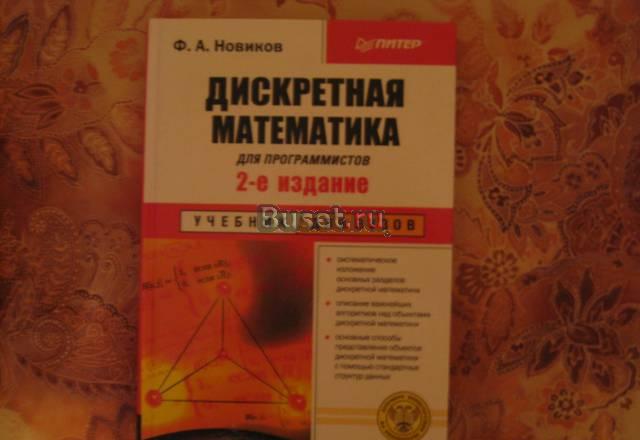 Ф. А. Новиков
ПИТЕР
ДИСКРЕТНАЯ
МАТЕМАТИКА
ДЛЯ ПРОГРАММИСТОВ
2-е издание
Buset.ru
систематическое
изложение
основных разделов
дискретной математики
описание важнейших
алгоритмов над объектами
дискретной математики
основные способы
представления объектов
дискретной математики
с помощью стандартных
структур данных